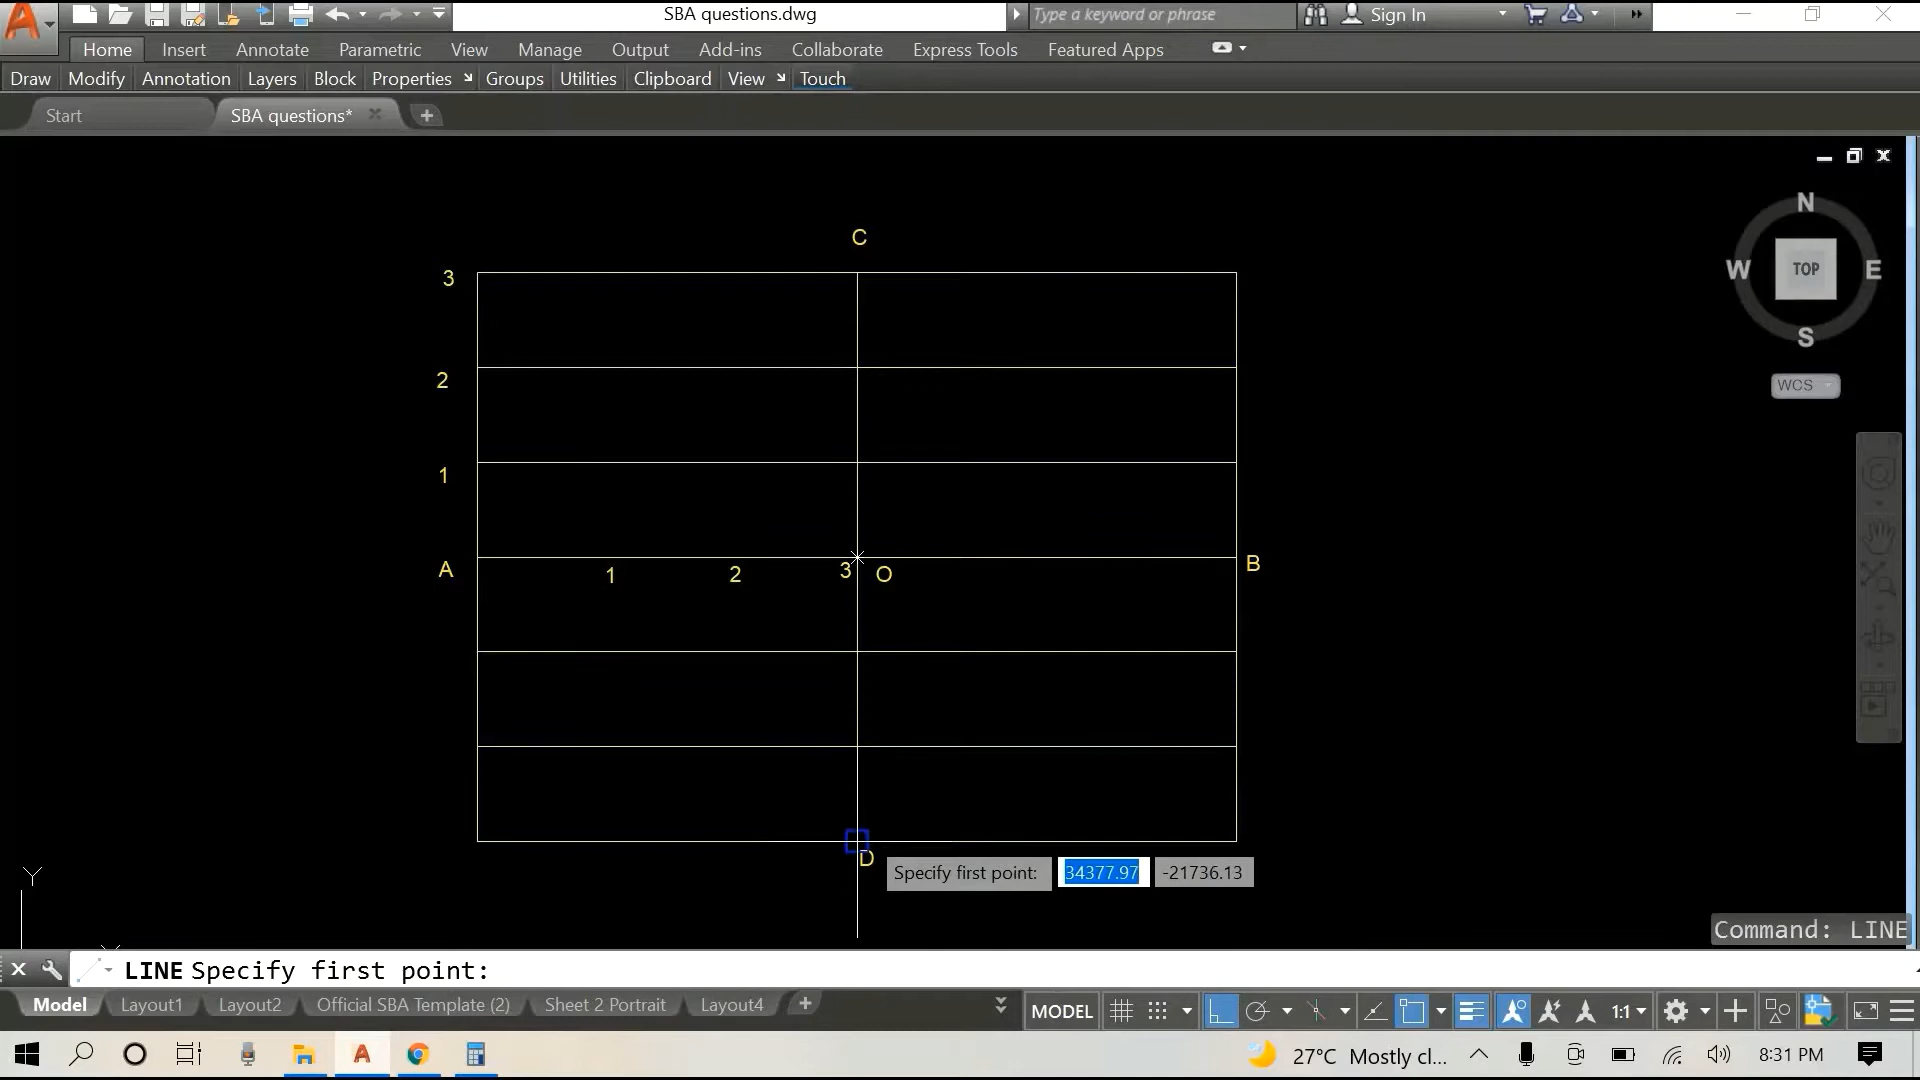 SBA questions.dwg
Type a keyword or phrase
Sign In
Home Insert Annotate Parametric View Manage Output Add-ins Collaborate Express Tools Featured Apps
Draw Modify Annotation Layers Block Properties Groups Utilities Clipboard View Touch
Start SBA questions*
N
W TOP E
S
WCS
C
3
2
1
A 1 2 3 O B
D
Specify first point: 34377.97 -21736.13
Y
Command: LINE
LINE Specify first point:
Model Layout1 Layout2 Official SBA Template (2) Sheet 2 Portrait Layout4 MODEL 1:1
27°C Mostly cl... 8:31 PM